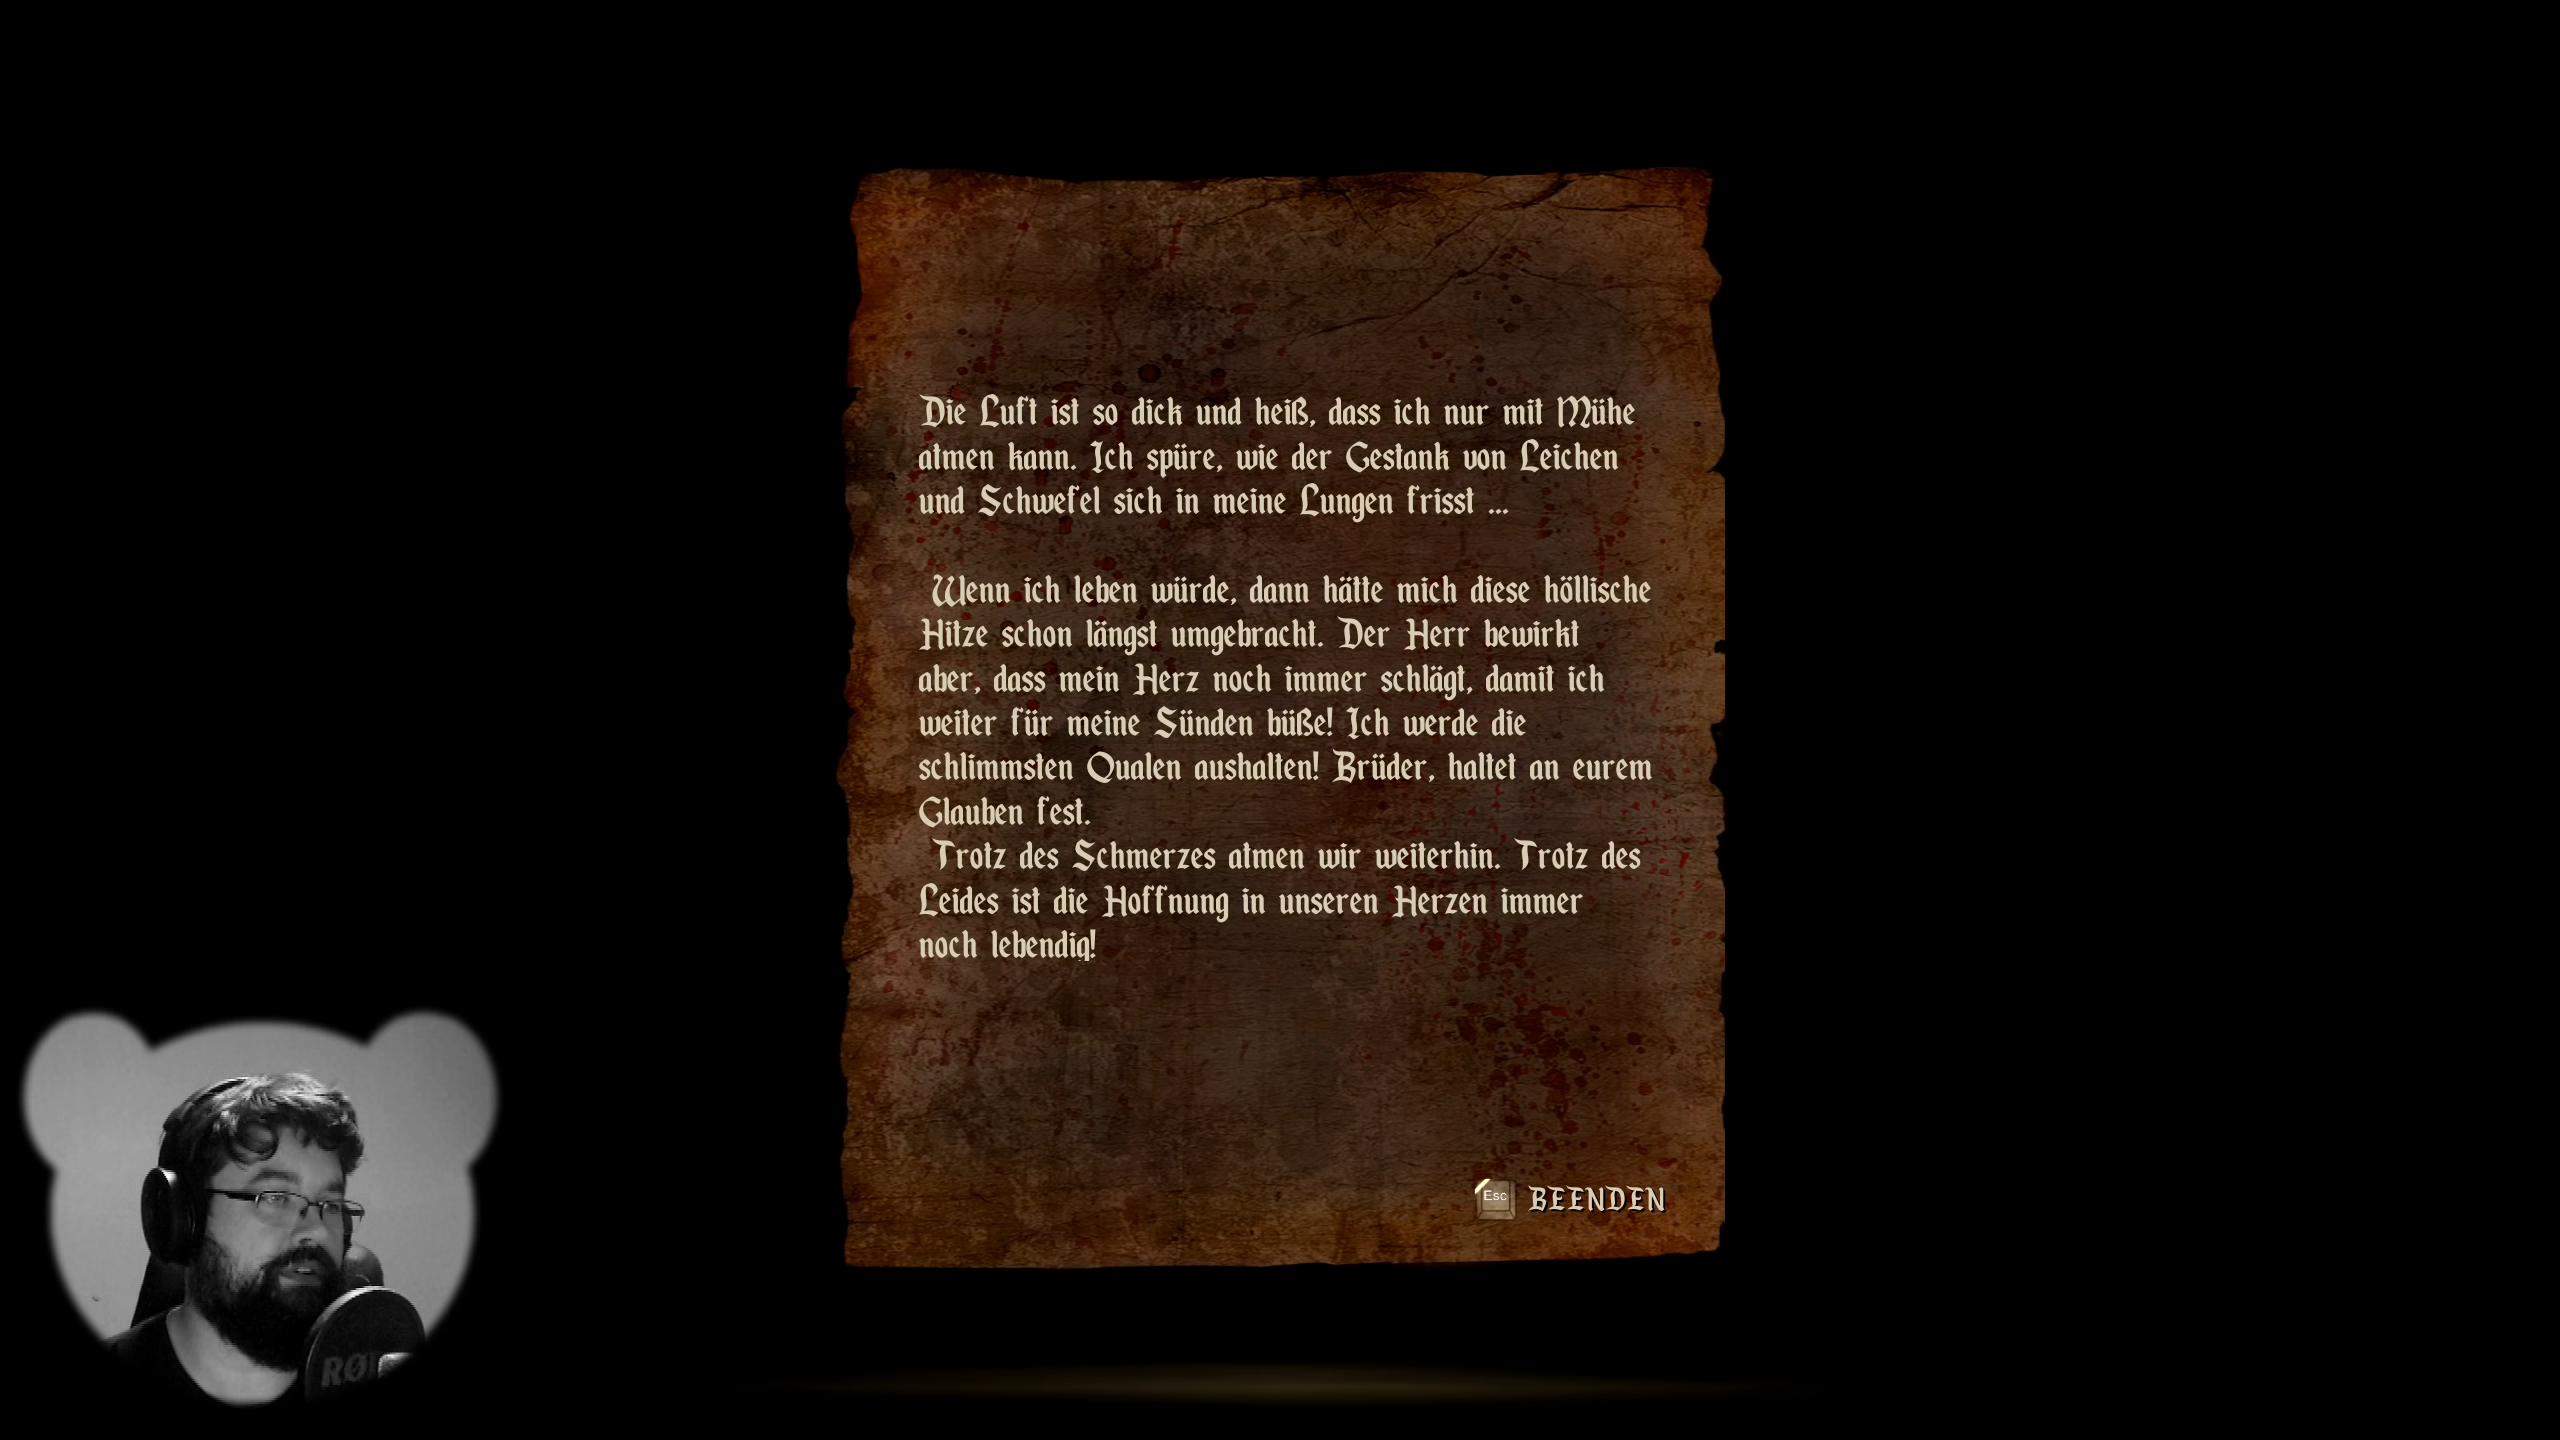 Die Luft ist so dick und heiß, dass ich nur mit Mühe
atmen kann. Ich spüre, wie der Gestank von Leichen
und Schwefel sich in meine Lungen frisst ...
Wenn ich leben würde, dann hätte mich diese höllische
Hitze schon längst umgebracht. Der Herr bewirkt
aber, dass mein Herz noch immer schlägt, damit ich
weiter für meine Sünden büße! Ich werde die
schlimmsten Qualen aushalten! Brüder, haltet an eurem
Glauben fest.
Trotz des Schmerzes atmen wir weiterhin. Trotz des
Leides ist die Hoffnung in unseren Herzen immer
noch lebendig!
Esc BEENDEN
RØ